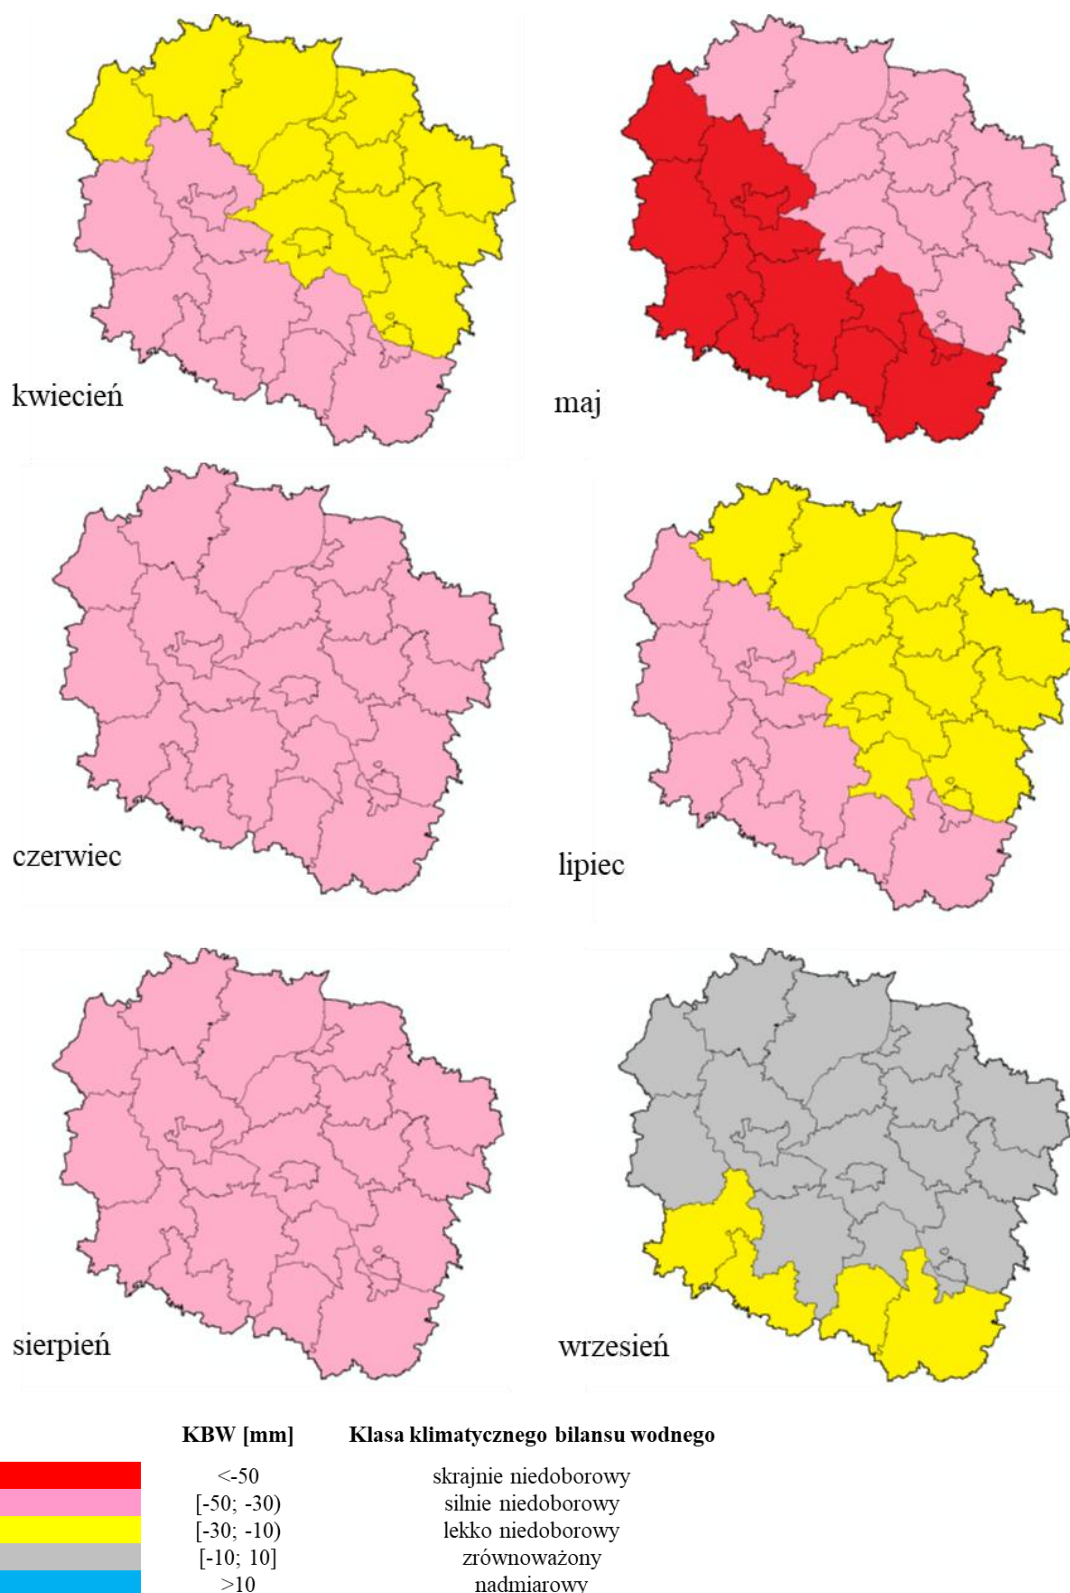 kwiecień
maj
czerwiec
lipiec
sierpień
wrzesień
KBW [mm] Klasa klimatycznego bilansu wodnego
<-50 skrajnie niedoborowy
[-50; -30) silnie niedoborowy
[-30; -10) lekko niedoborowy
[-10; 10] zrównoważony
>10 nadmiarowy